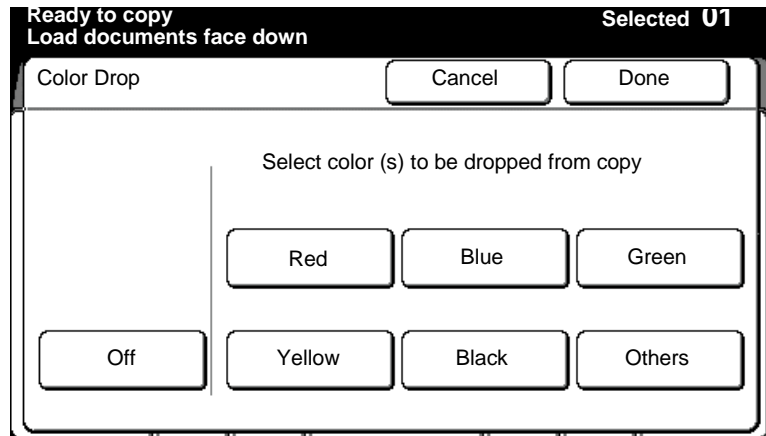 Ready to copy
Selected 01
Load documents face down
Color Drop
Cancel
Done
Select color (s) to be dropped from copy
Red
Blue
Green
Off
Yellow
Black
Others